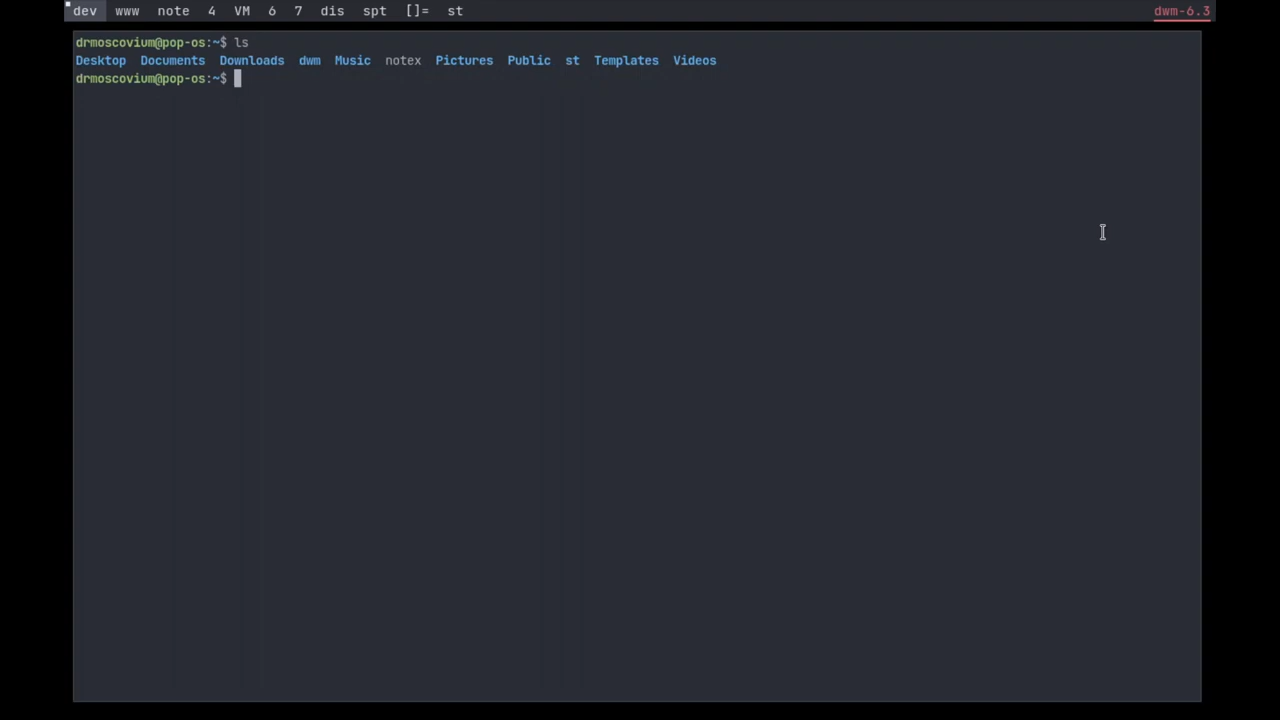 dev www note 4 VM 6 7 dis spt []= st dwm-6.3
drmoscovium@pop-os:~$ ls
Desktop Documents Downloads dwm Music notex Pictures Public st Templates Videos
drmoscovium@pop-os:~$